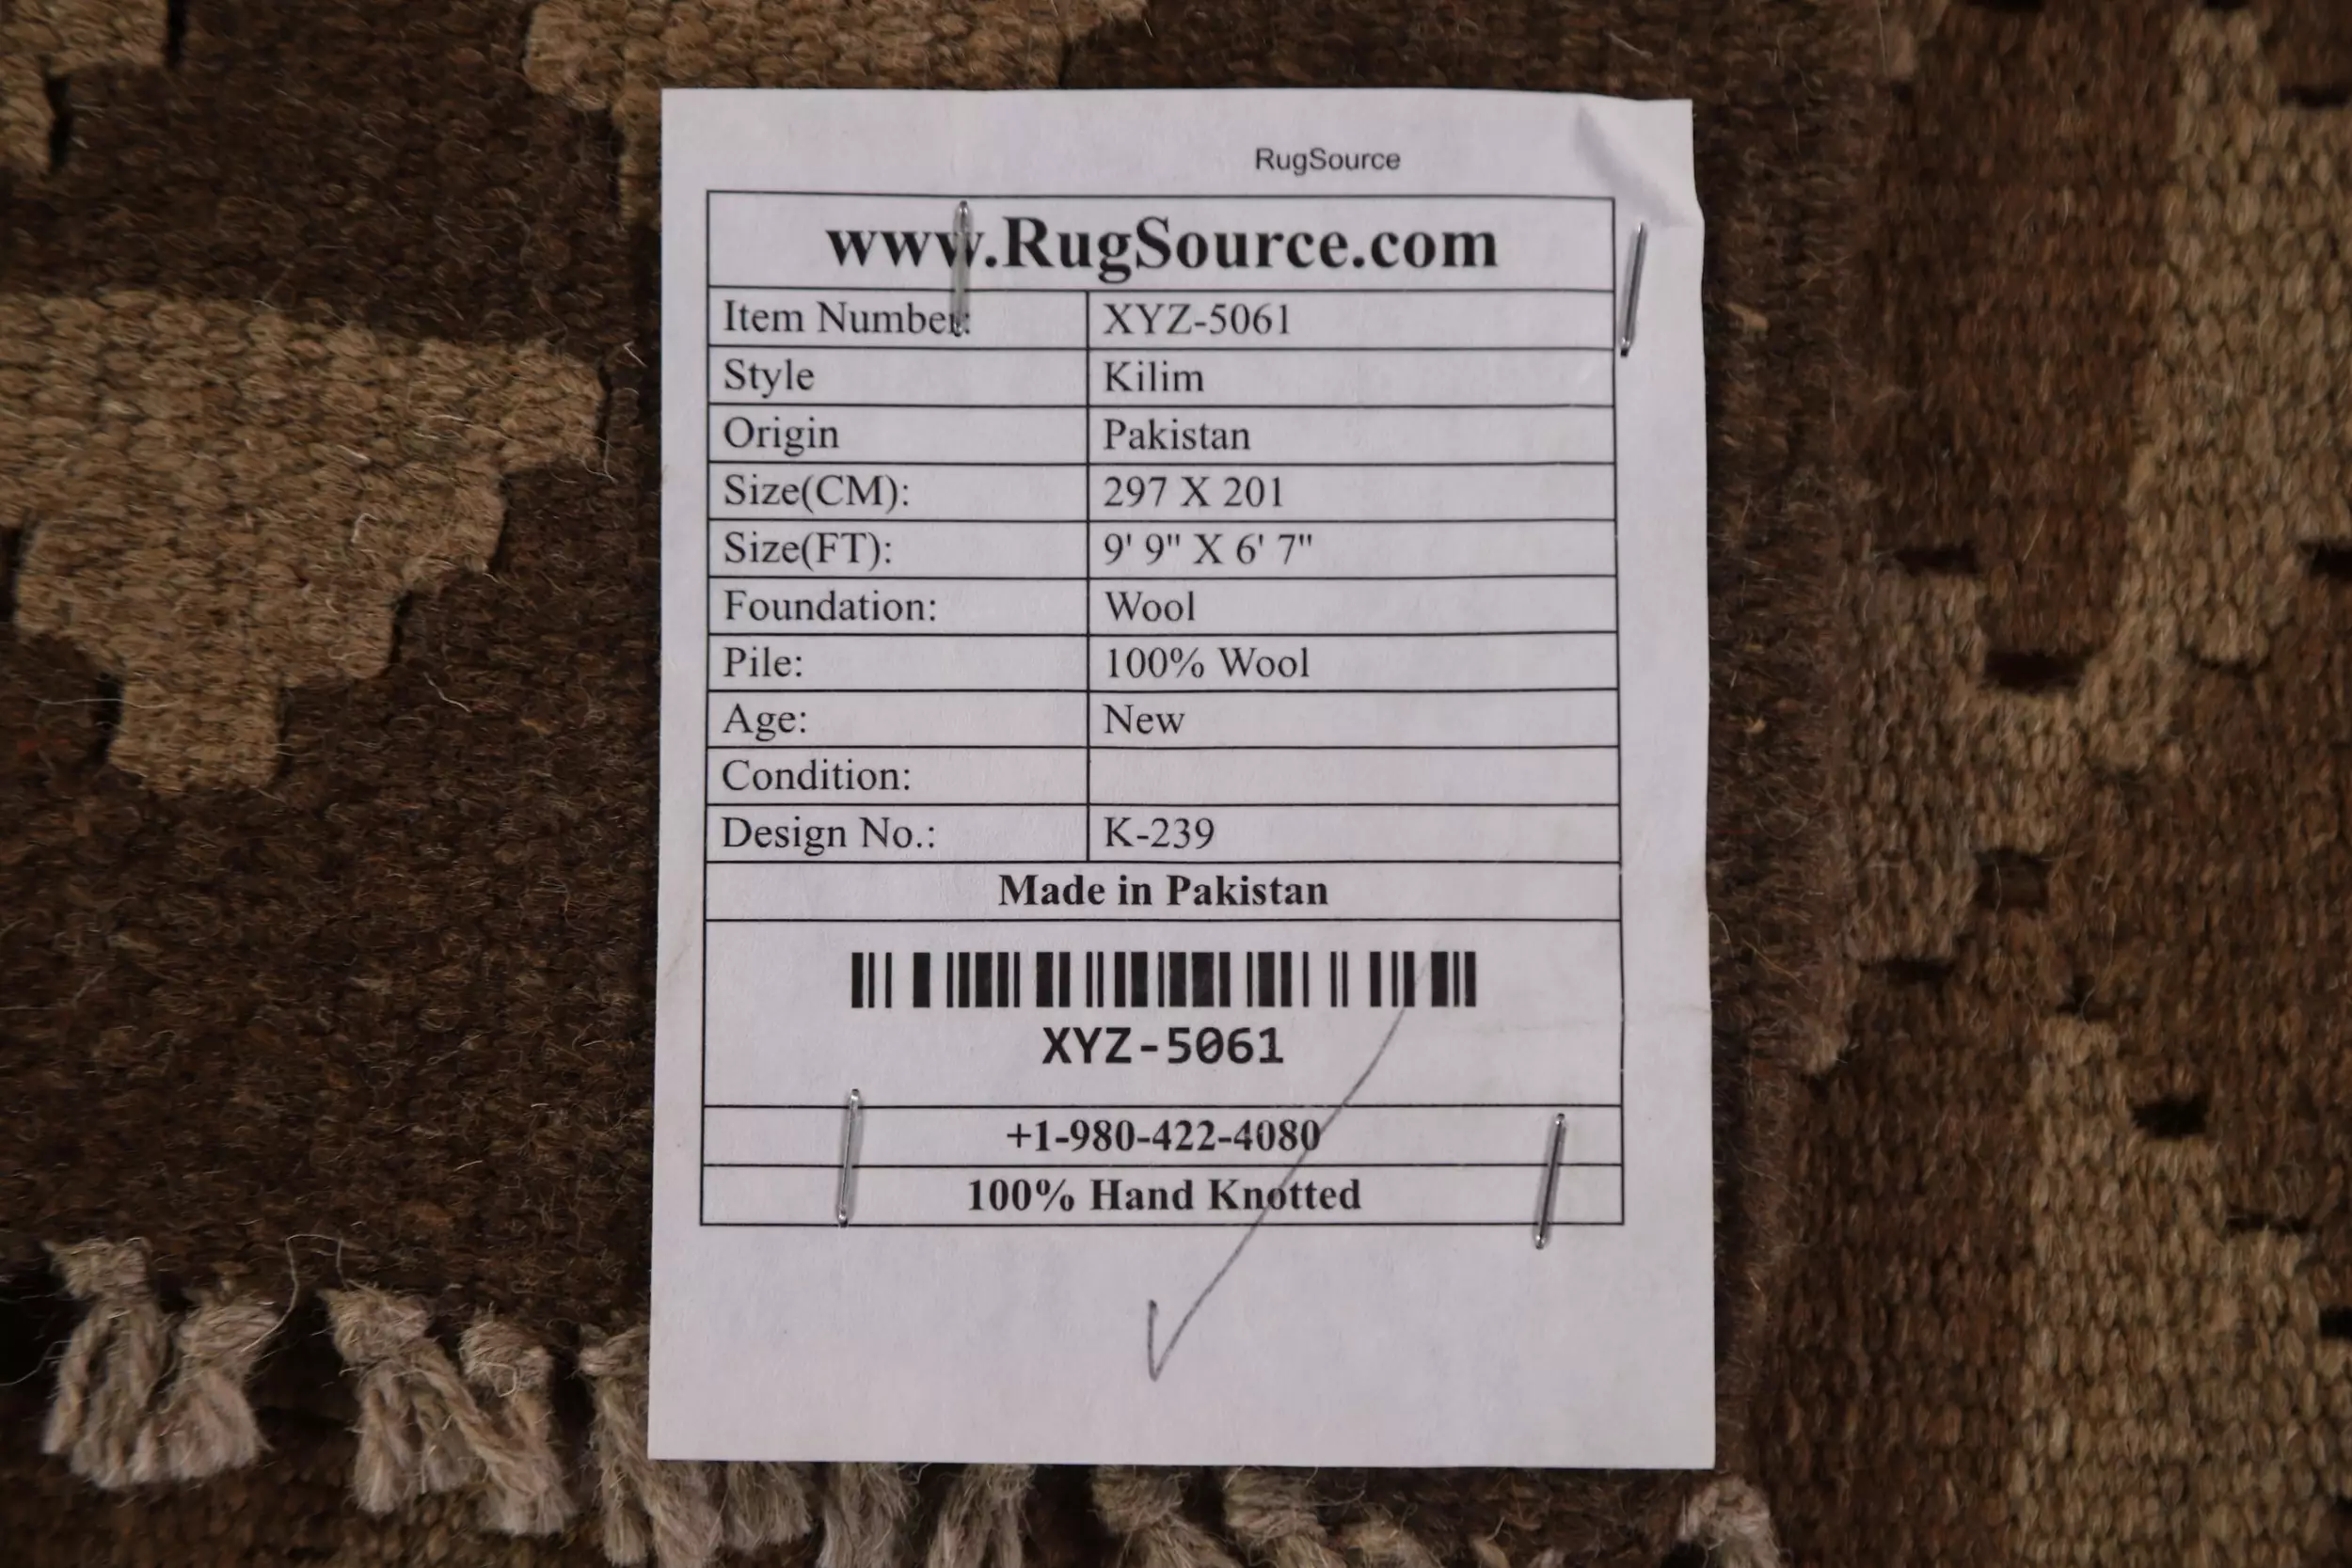 RugSource
www.RugSource.com
Item Number: XYZ-5061
Style Kilim
Origin Pakistan
Size(CM): 297 X 201
Size(FT): 9' 9" X 6' 7"
Foundation: Wool
Pile: 100% Wool
Age: New
Condition:
Design No.: K-239
Made in Pakistan
XYZ-5061
+1-980-422-4080
100% Hand Knotted